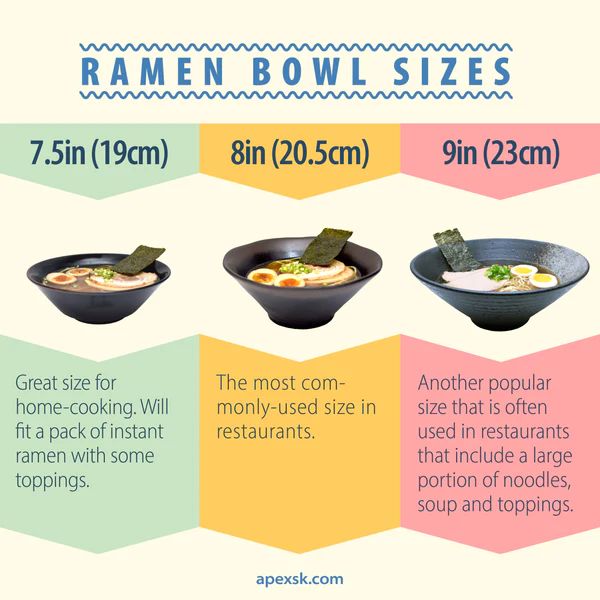 RAMEN BOWL SIZES
7.5in (19cm)
8in (20.5cm)
9in (23cm)
Great size for
home-cooking. Will
fit a pack of instant
ramen with some
toppings.
The most com-
monly-used size in
restaurants.
Another popular
size that is often
used in restaurants
that include a large
portion of noodles,
soup and toppings.
apexsk.com